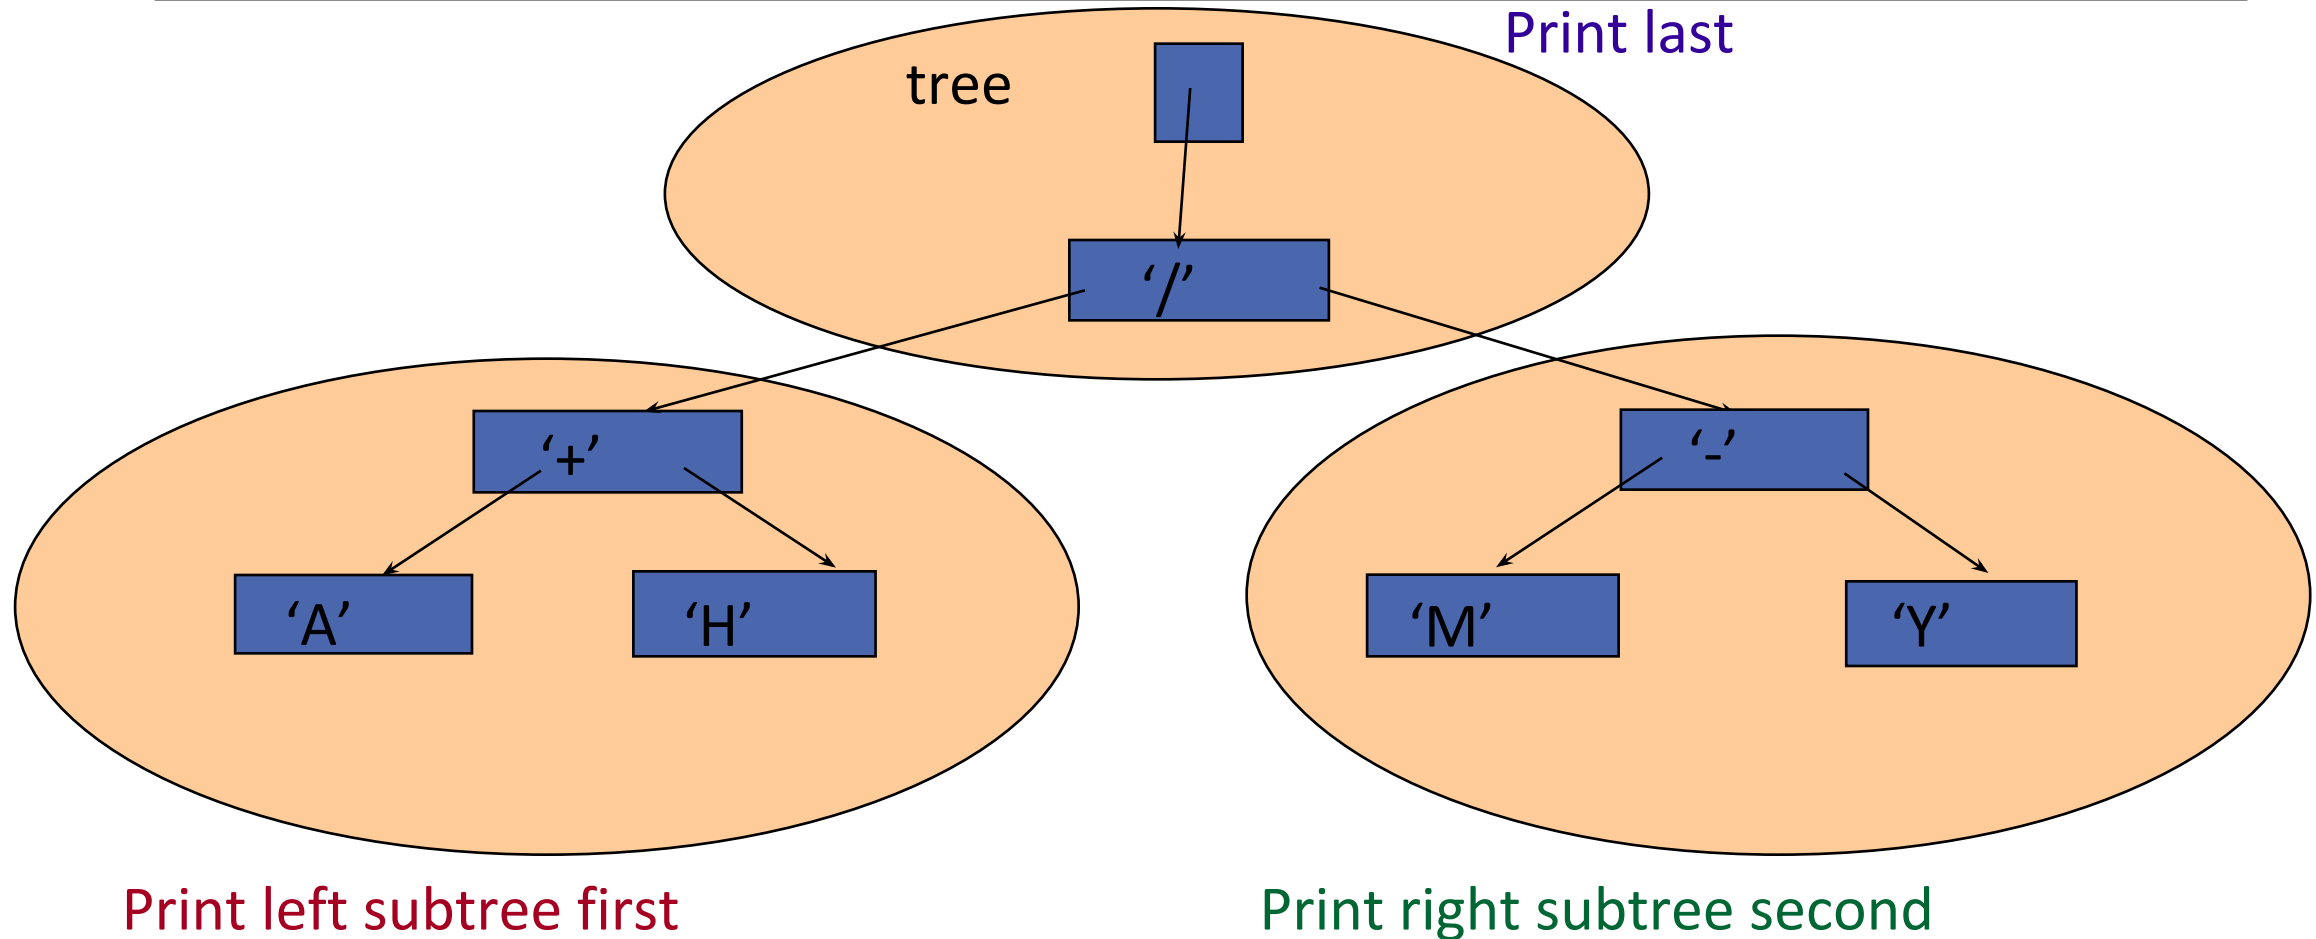 Print last
tree
‘/’
‘+’
‘-’
‘A’
‘H’
‘M’
‘Y’
Print left subtree first
Print right subtree second